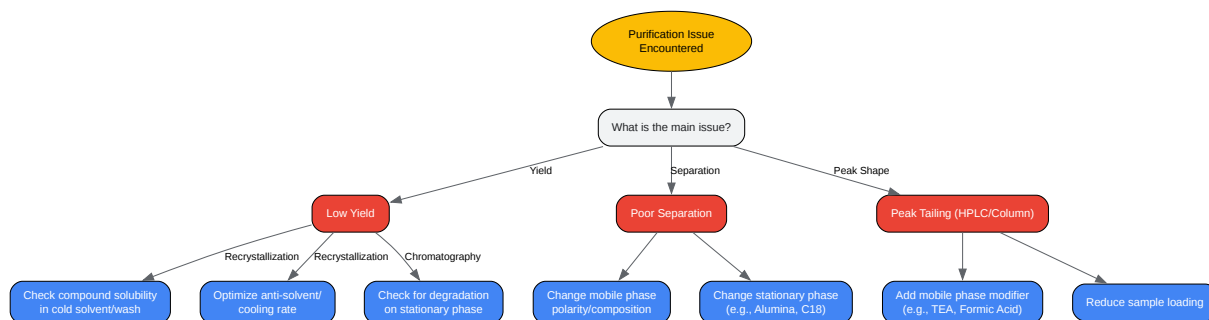 Purification Issue
Encountered
What is the main issue?
Yield
Separation
Peak Shape
Low Yield
Poor Separation
Peak Tailing (HPLC/Column)
Recrystallization
Recrystallization
Chromatography
Check compound solubility
in cold solvent/wash
Optimize anti-solvent/
cooling rate
Check for degradation
on stationary phase
Change mobile phase
polarity/composition
Change stationary phase
(e.g., Alumina, C18)
Add mobile phase modifier
(e.g., TEA, Formic Acid)
Reduce sample loading